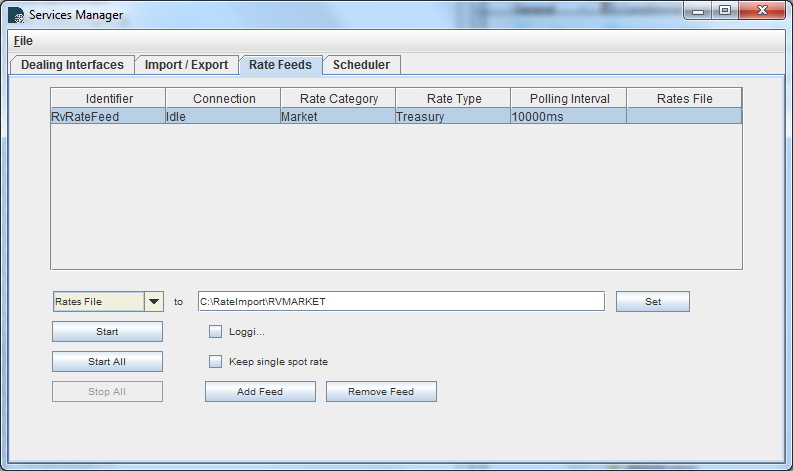 Services Manager
File
Dealing Interfaces Import / Export Rate Feeds Scheduler
Identifier Connection Rate Category Rate Type Polling Interval Rates File
RvRateFeed Idle Market Treasury 10000ms
Rates File to C:\RateImport\RVMARKET Set
Start Loggi...
Start All Keep single spot rate
Stop All Add Feed Remove Feed